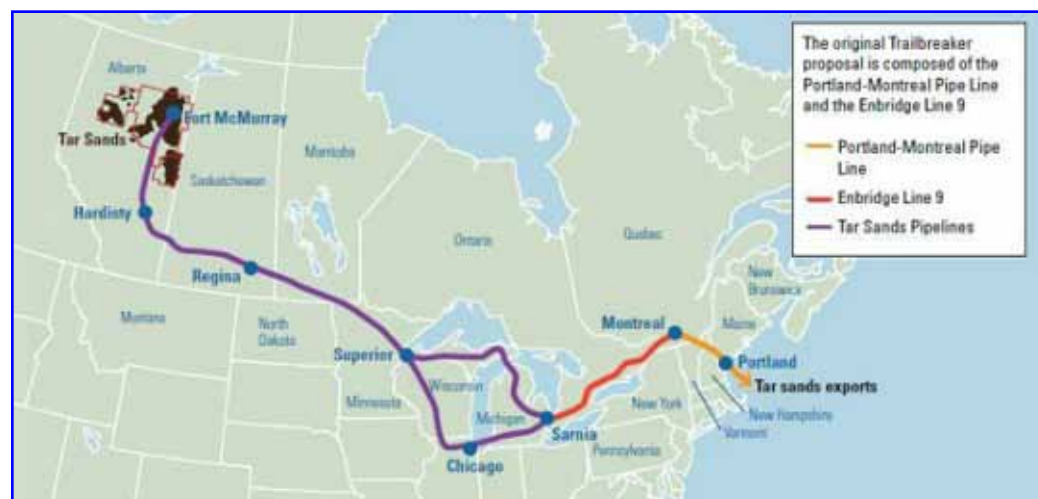 The original Trailbreaker
proposal is composed of the
Portland-Montreal Pipe Line
and the Enbridge Line 9
Portland-Montreal Pipe
Line
Enbridge Line 9
Tar Sands Pipelines
Alberta
Fort McMurray
Tar Sands
Manitoba
Saskatchewan
Hardisty
Ontario
Quebec
Regina
New
Brunswick
Montana
North
Dakota
Montreal
Maine
Superior
Portland
Wisconsin
Tar sands exports
Minnesota
Michigan
New York
New Hampshire
Sarnia
Vermont
Chicago
Pennsylvania